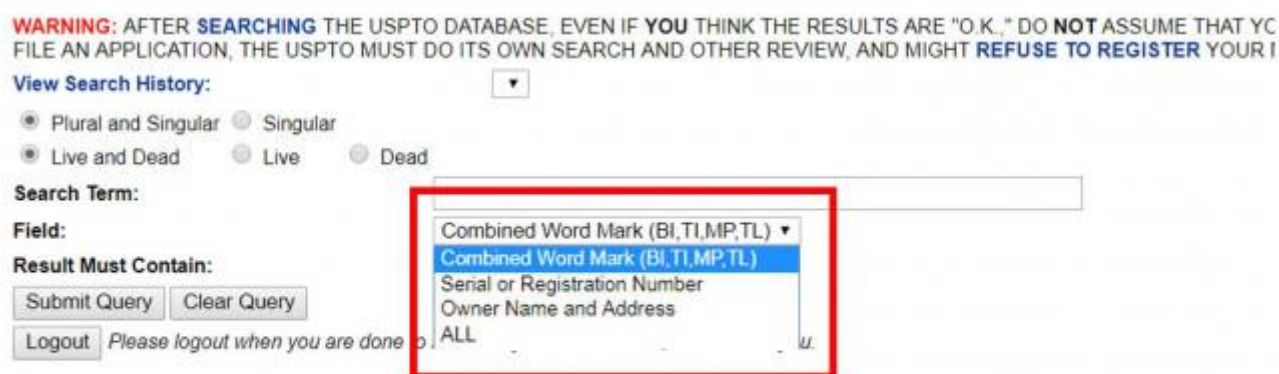 WARNING: AFTER SEARCHING THE USPTO DATABASE, EVEN IF YOU THINK THE RESULTS ARE "O.K.," DO NOT ASSUME THAT
FILE AN APPLICATION, THE USPTO MUST DO ITS OWN SEARCH AND OTHER REVIEW, AND MIGHT REFUSE TO REGISTER YOUR
View Search History:
Plural and Singular Singular
Live and Dead Live Dead
Search Term:
Field: Combined Word Mark (BI,TI,MP,TL)
Combined Word Mark (BI,TI,MP,TL)
Result Must Contain:
Serial or Registration Number
Submit Query Clear Query
Owner Name and Address
ALL
Logout Please logout when you are done